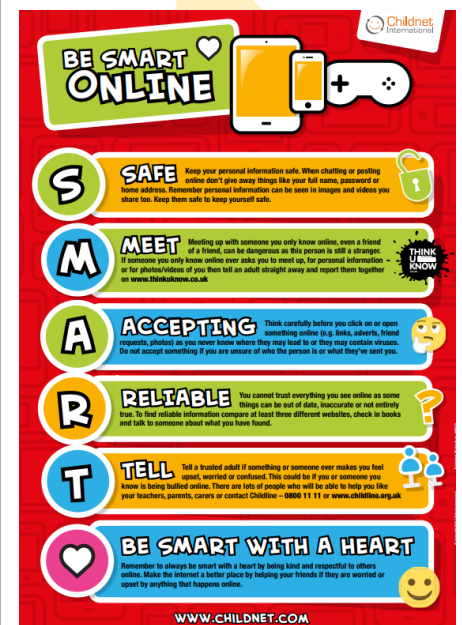 Childnet
International
BE SMART
ONLINE
S
SAFE Keep your personal information safe. When chatting or posting
online don't give away things like your full name, password or
home address. Remember personal information can be seen in images and videos you
share too. Keep them safe to keep yourself safe.
M
MEET Meeting up with someone you only know online, even a friend
of a friend, can be dangerous as this person is still a stranger.
If someone you only know online ever asks you to meet up, for personal information
or for photos/videos of you then tell an adult straight away and report them together
on www.thinkuknow.co.uk
THINK
U
KNOW
A
ACCEPTING Think carefully before you click on or open
something online (e.g. links, adverts, friend
requests, photos) as you never know where they may lead to or they may contain viruses.
Do not accept something if you are unsure of who the person is or what they've sent you.
R
RELIABLE You cannot trust everything you see online as some
things can be out of date, inaccurate or not entirely
true. To find reliable information compare at least three different websites, check in books
and talk to someone about what you have found.
?
T
TELL Tell a trusted adult if something or someone ever makes you feel
upset, worried or confused. This could be if you or someone you
know is being bullied online. There are lots of people who will be able to help you like
your teachers, parents, carers or contact Childline – 0800 11 11 or www.childline.org.uk
BE SMART WITH A HEART
Remember to always be smart with a heart by being kind and respectful to others
online. Make the internet a better place by helping your friends if they are worried or
upset by anything that happens online.
WWW.CHILDNET.COM